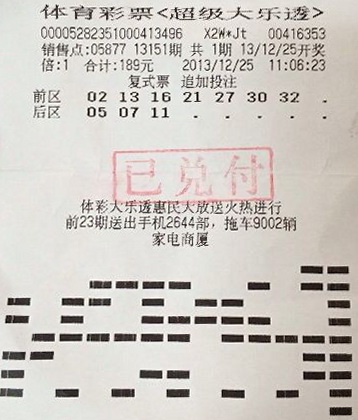 体育彩票<超级大乐透>
00005282351000413496 X2W*Jt 00416353
销售点:05877 13151期 共 1期 13/12/25开奖
倍:1 合计:189元 2013/12/25 11:06:23
复式票 追加投注
前区 02 13 16 21 27 30 32 .
后区 05 07 11 . . . . .
已兑付
体彩大乐透惠民大放送火热进行
前23期送出手机2644部,拖车9002辆
家电商厦